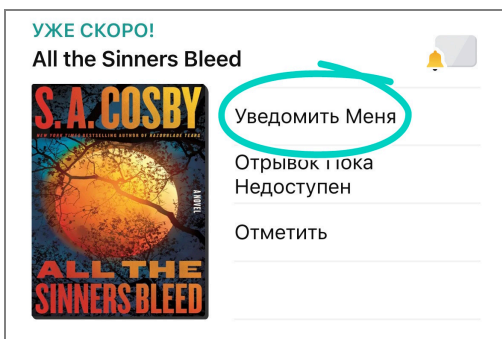 УЖЕ СКОРО!
All the Sinners Bleed
S. A. COSBY
NEW YORK TIMES BESTSELLING AUTHOR OF RAZORBLADE TEARS
A NOVEL
ALL THE
SINNERS BLEED
Уведомить Меня
Отрывок Пока
Недоступен
Отметить